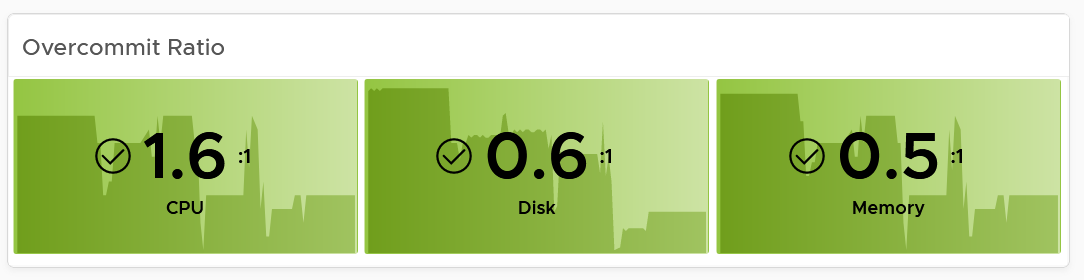 Overcommit Ratio
1.6 :1
CPU
0.6 :1
Disk
0.5 :1
Memory